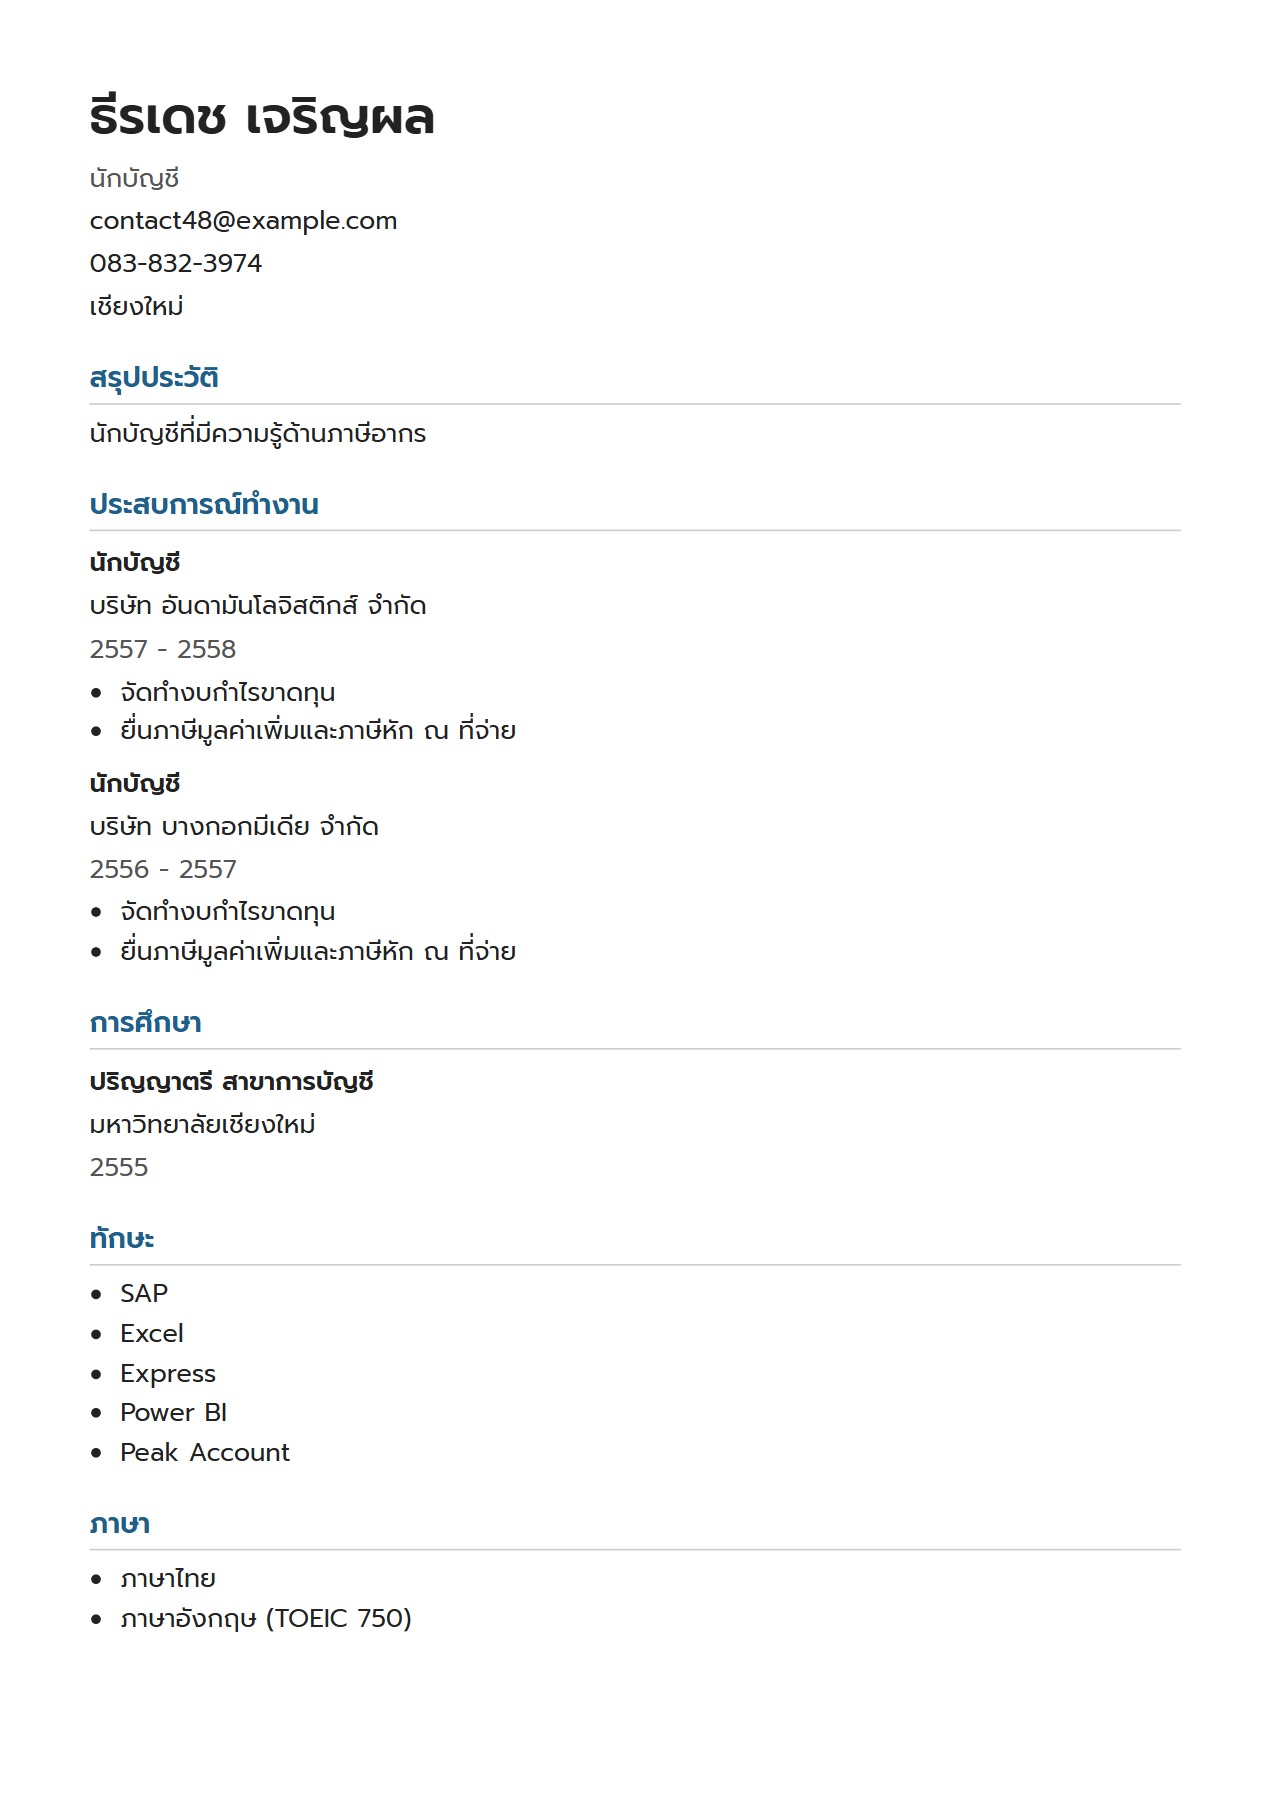 ธีรเดช เจริญผล
นักบัญชี
contact48@example.com
083-832-3974
เชียงใหม่
สรุปประวัติ
นักบัญชีที่มีความรู้ด้านภาษีอากร
ประสบการณ์ทำงาน
นักบัญชี
บริษัท อันดามันโลจิสติกส์ จำกัด
2557 - 2558
• จัดทำงบกำไรขาดทุน
• ยื่นภาษีมูลค่าเพิ่มและภาษีหัก ณ ที่จ่าย
นักบัญชี
บริษัท บางกอกมีเดีย จำกัด
2556 - 2557
• จัดทำงบกำไรขาดทุน
• ยื่นภาษีมูลค่าเพิ่มและภาษีหัก ณ ที่จ่าย
การศึกษา
ปริญญาตรี สาขาการบัญชี
มหาวิทยาลัยเชียงใหม่
2555
ทักษะ
• SAP
• Excel
• Express
• Power BI
• Peak Account
ภาษา
• ภาษาไทย
• ภาษาอังกฤษ (TOEIC 750)